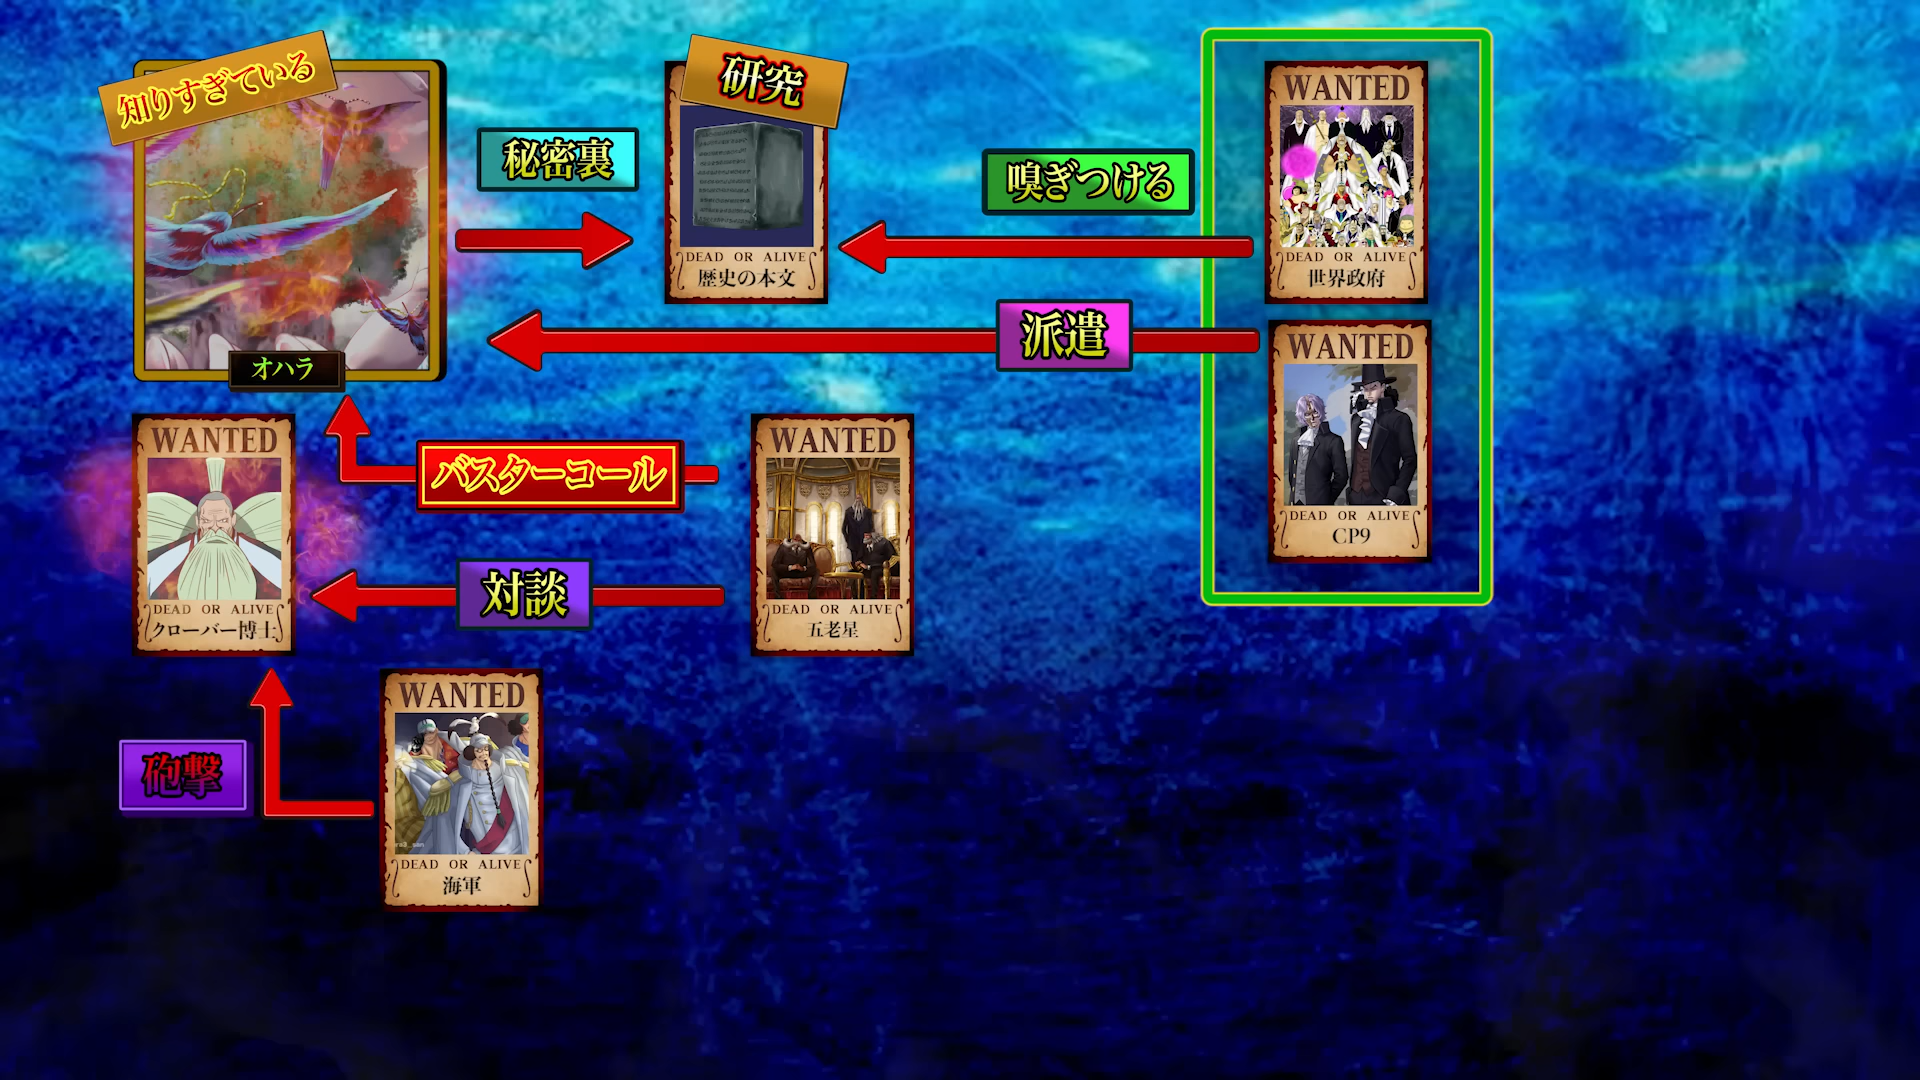 知りすぎている
オハラ
秘密裏
研究
DEAD OR ALIVE
歴史の本文
嗅ぎつける
WANTED
DEAD OR ALIVE
世界政府
派遣
WANTED
DEAD OR ALIVE
CP9
WANTED
DEAD OR ALIVE
クローバー博士
バスターコール
対談
WANTED
DEAD OR ALIVE
五老星
砲撃
WANTED
DEAD OR ALIVE
海軍